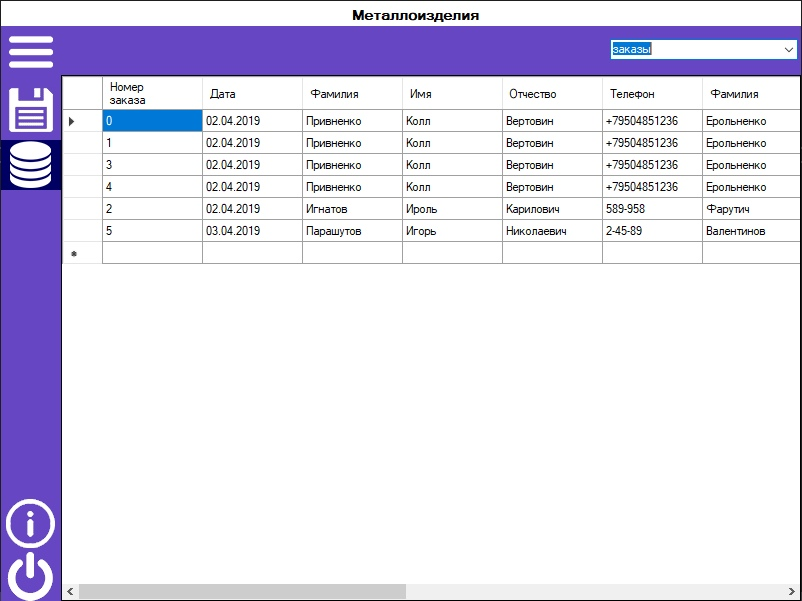 Металлоизделия
заказы
Номер заказа Дата Фамилия Имя Отчество Телефон Фамилия
0 02.04.2019 Привненко Колл Вертовин +79504851236 Ерольненко
1 02.04.2019 Привненко Колл Вертовин +79504851236 Ерольненко
3 02.04.2019 Привненко Колл Вертовин +79504851236 Ерольненко
4 02.04.2019 Привненко Колл Вертовин +79504851236 Ерольненко
2 02.04.2019 Игнатов Ироль Карилович 589-958 Фарутич
5 03.04.2019 Парашутов Игорь Николаевич 2-45-89 Валентинов